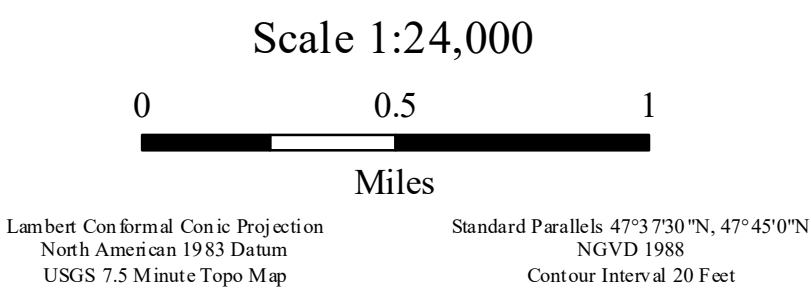 Scale 1:24,000
0 0.5 1
Miles
Lambert Conformal Conic Projection
North American 1983 Datum
USGS 7.5 Minute Topo Map
Standard Parallels 47°37'30"N, 47°45'0"N
NGVD 1988
Contour Interval 20 Feet